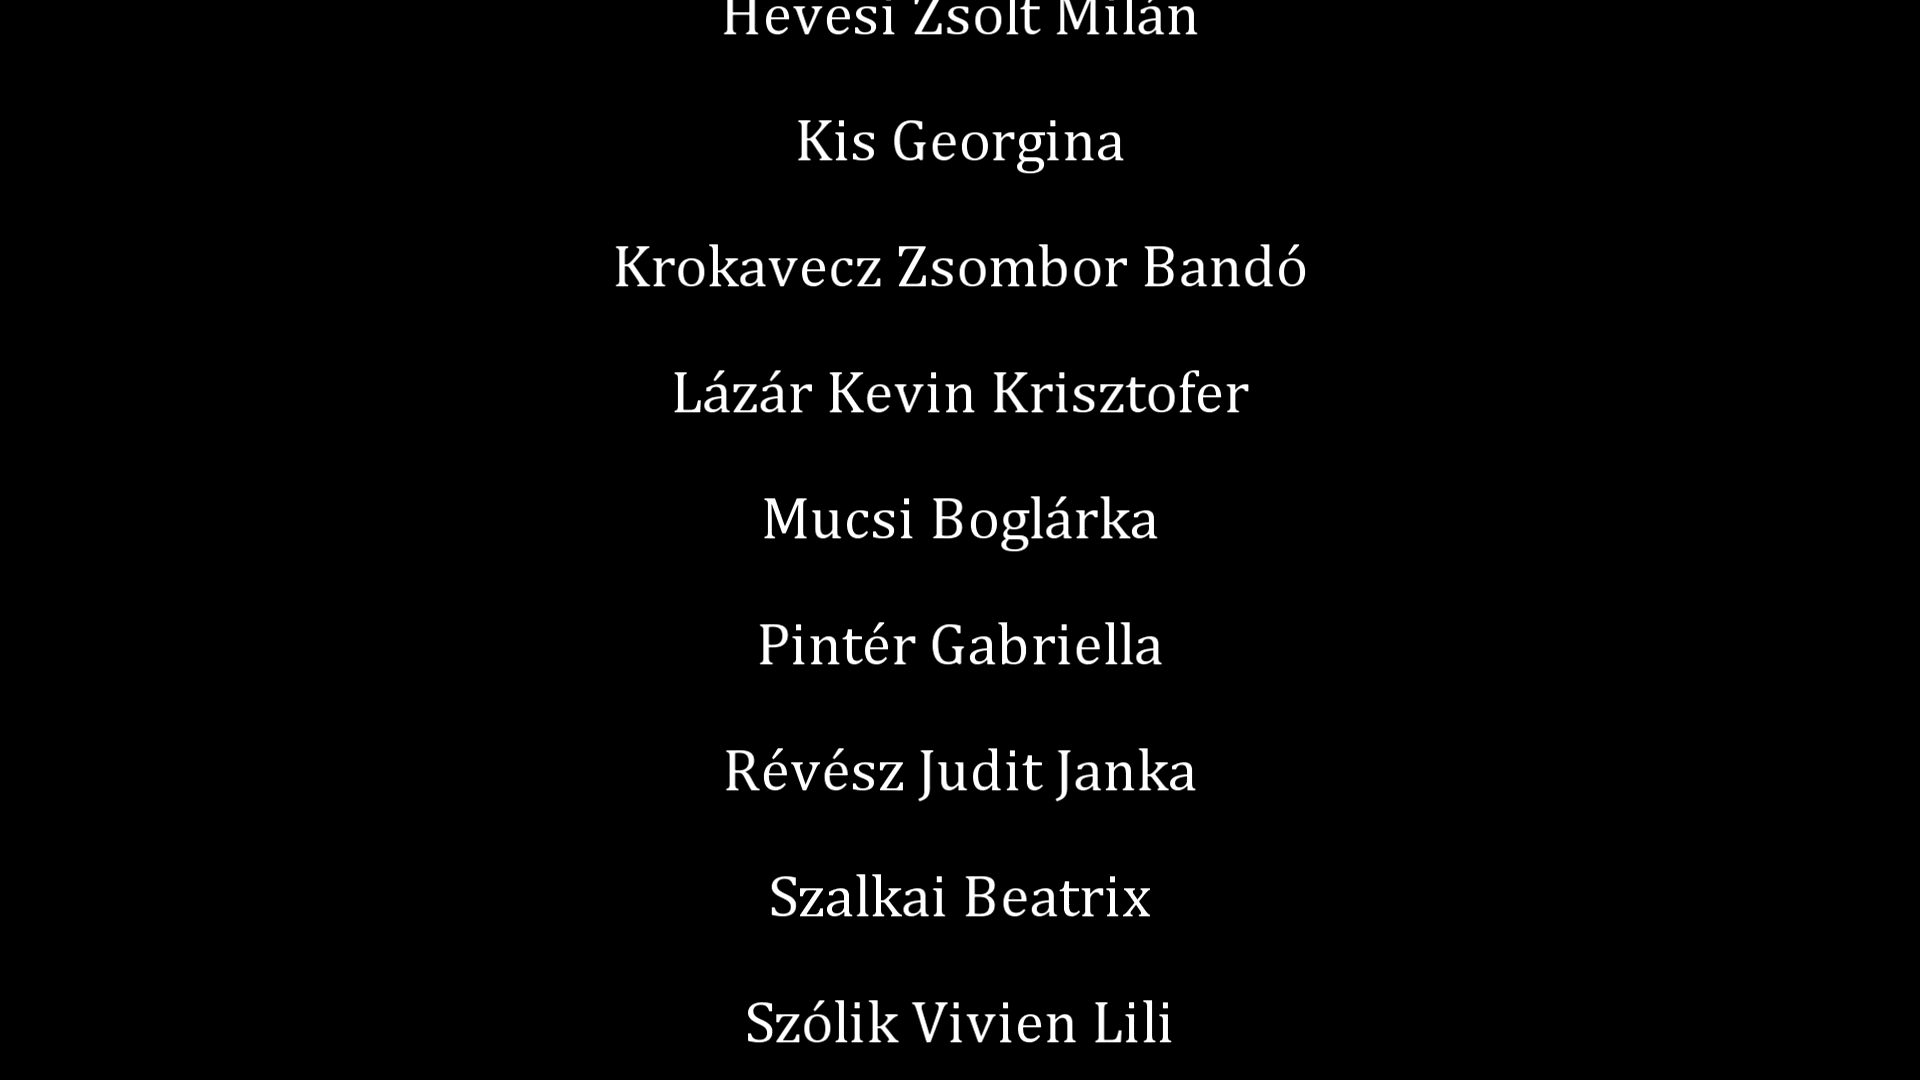 Hevesi Zsolt Milán
Kis Georgina
Krokavecz Zsombor Bandó
Lázár Kevin Krisztofer
Mucsi Boglárka
Pintér Gabriella
Révész Judit Janka
Szalkai Beatrix
Szólik Vivien Lili